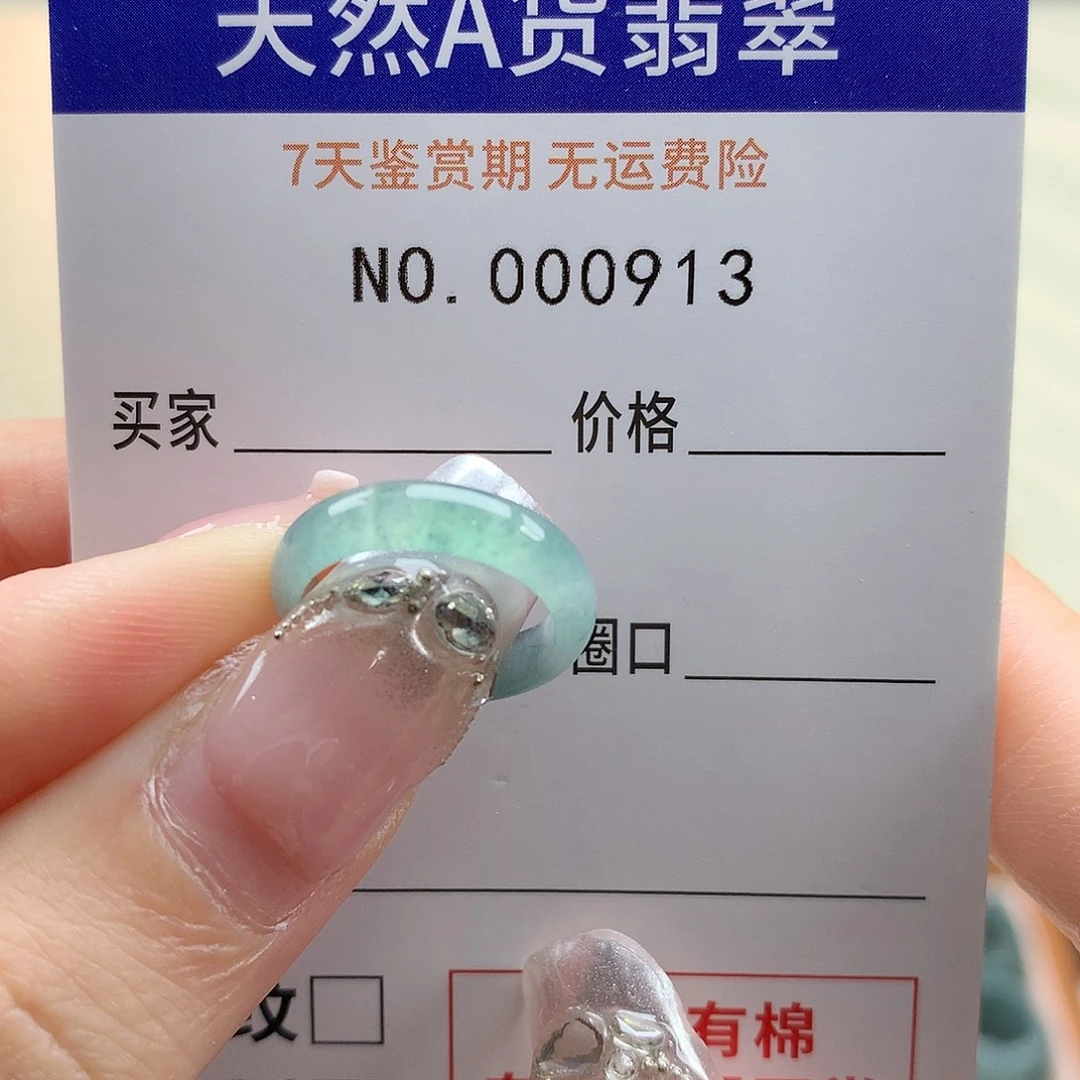 天然A货翡翠
7天鉴赏期 无运费险
NO.000913
买家 价格
圈口
纹
有棉